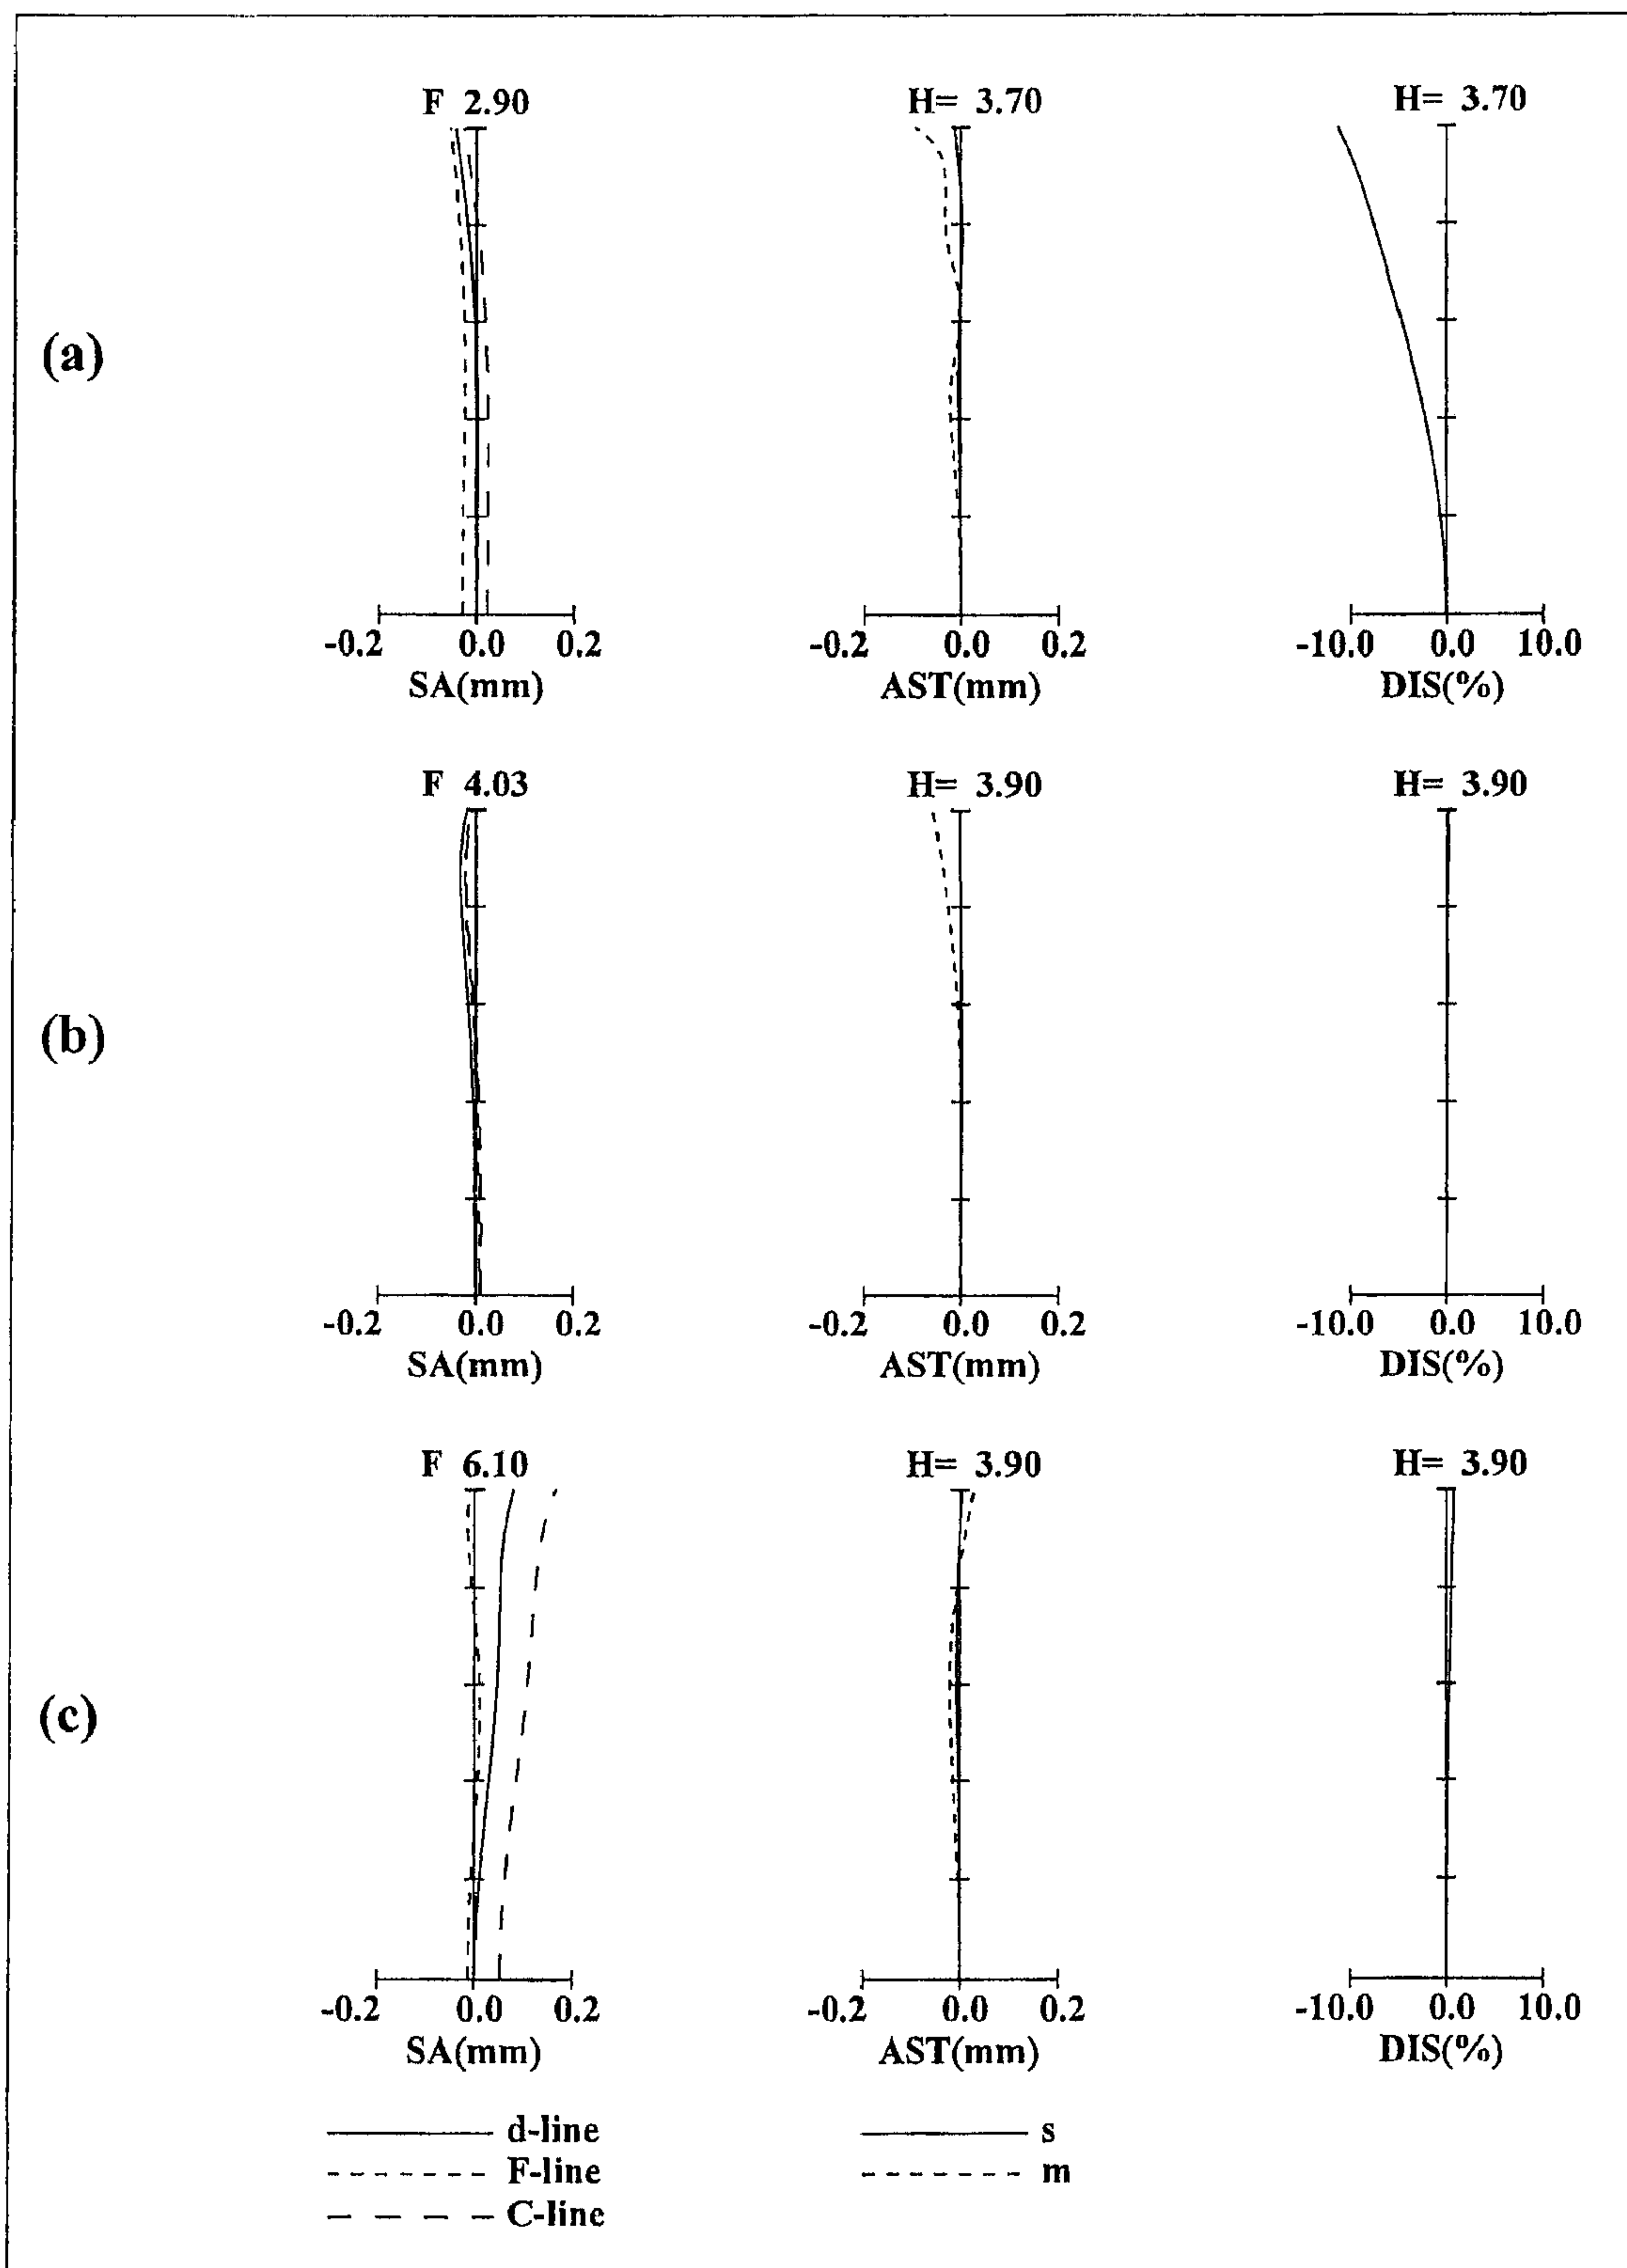 F 2.90 H= 3.70 H= 3.70
(a)
-0.2 0.0 0.2 -0.2 0.0 0.2 -10.0 0.0 10.0
SA(mm) AST(mm) DIS(%)
F 4.03 H= 3.90 H= 3.90
(b)
-0.2 0.0 0.2 -0.2 0.0 0.2 -10.0 0.0 10.0
SA(mm) AST(mm) DIS(%)
F 6.10 H= 3.90 H= 3.90
(c)
-0.2 0.0 0.2 -0.2 0.0 0.2 -10.0 0.0 10.0
SA(mm) AST(mm) DIS(%)
d-line s
F-line m
C-line